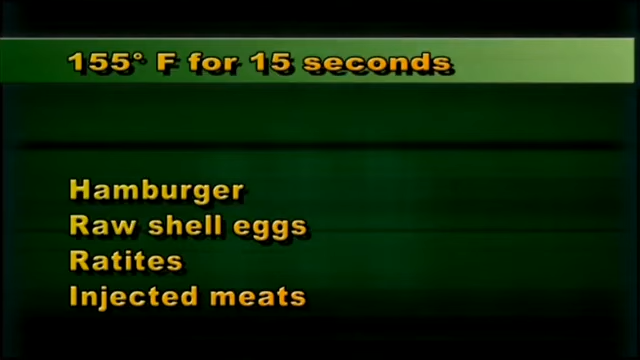 155° F for 15 seconds
Hamburger
Raw shell eggs
Ratites
Injected meats